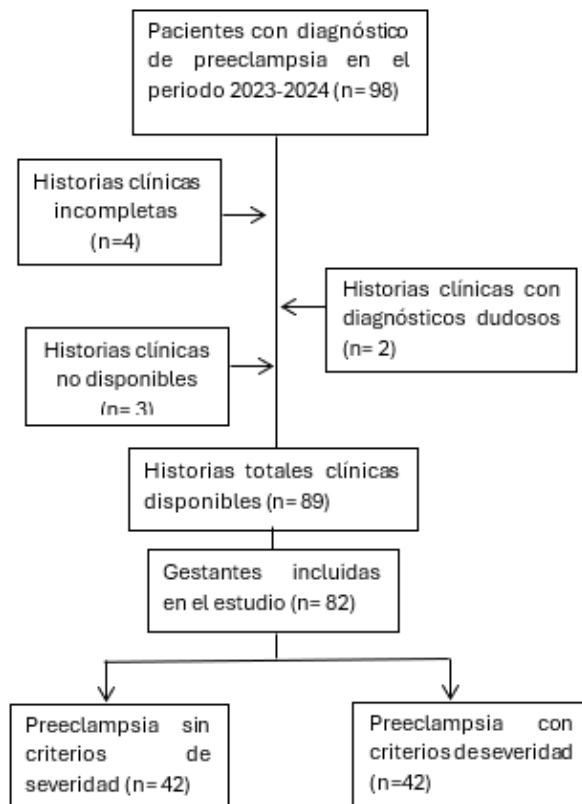 Pacientes con diagnóstico
de preeclampsia en el
periodo 2023-2024 (n= 98)
Historias clínicas
incompletas
(n=4)
Historias clínicas con
diagnósticos dudosos
(n= 2)
Historias clínicas
no disponibles
(n= 3)
Historias totales clínicas
disponibles (n= 89)
Gestantes incluidas
en el estudio (n= 82)
Preeclampsia sin
criterios de
severidad (n= 42)
Preeclampsia con
criterios de severidad
(n=42)